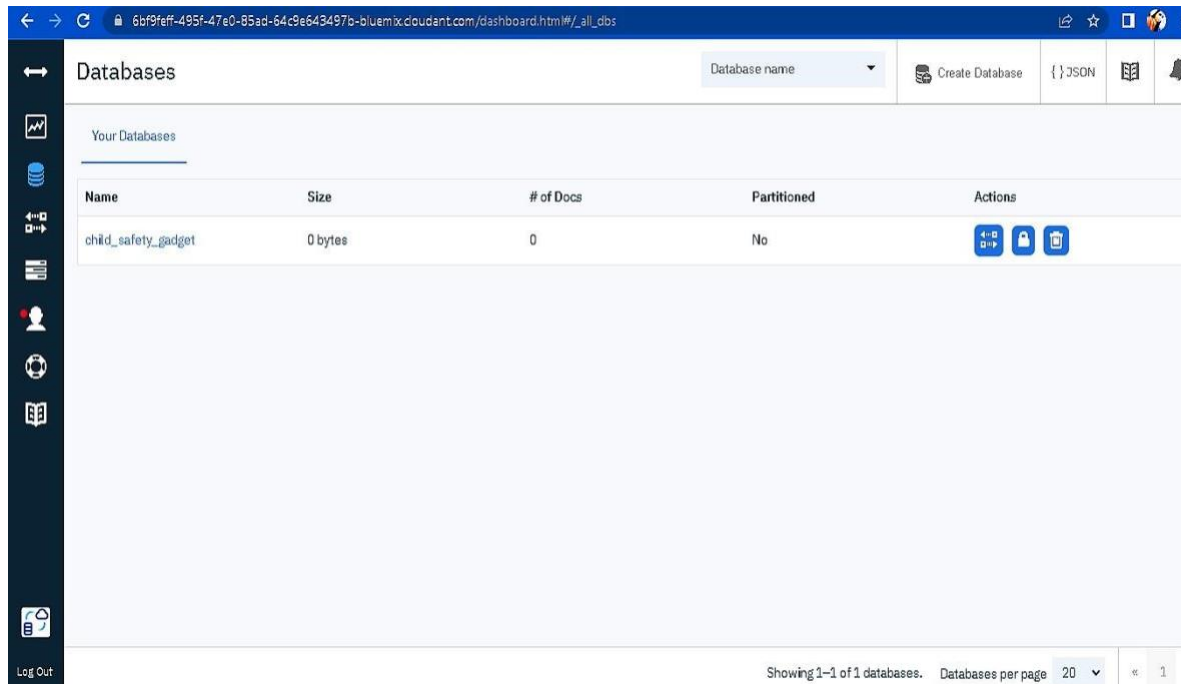 6bf9feff-495f-47e0-85ad-64c9e643497b-bluemix.cloudant.com/dashboard.html#/_all_dbs
Databases
Database name
Create Database
{ } JSON
Your Databases
Name Size # of Docs Partitioned Actions
child_safety_gadget 0 bytes 0 No
Log Out
Showing 1–1 of 1 databases. Databases per page 20 « 1